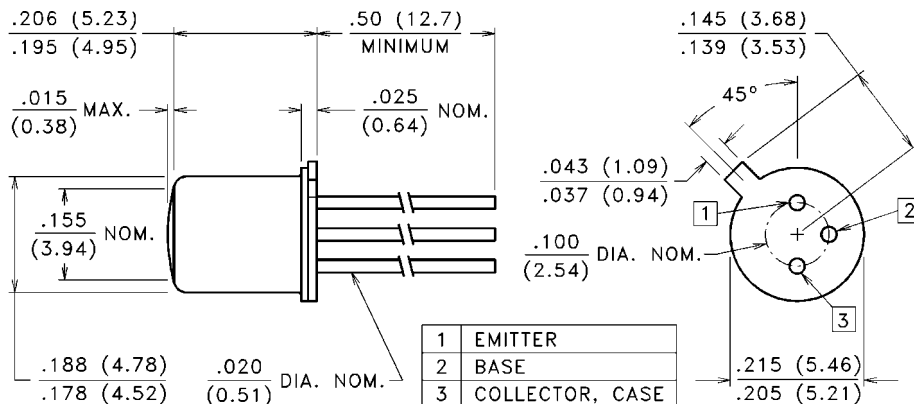 .206 (5.23)
.195 (4.95)
.50 (12.7)
MINIMUM
.145 (3.68)
.139 (3.53)
.015
(0.38) MAX.
.025
(0.64) NOM.
45°
.043 (1.09)
.037 (0.94)
.155
(3.94) NOM.
1
2
.100
(2.54) DIA. NOM.
3
.188 (4.78)
.178 (4.52)
.020
(0.51) DIA. NOM.
1 EMITTER
2 BASE
3 COLLECTOR, CASE
.215 (5.46)
.205 (5.21)